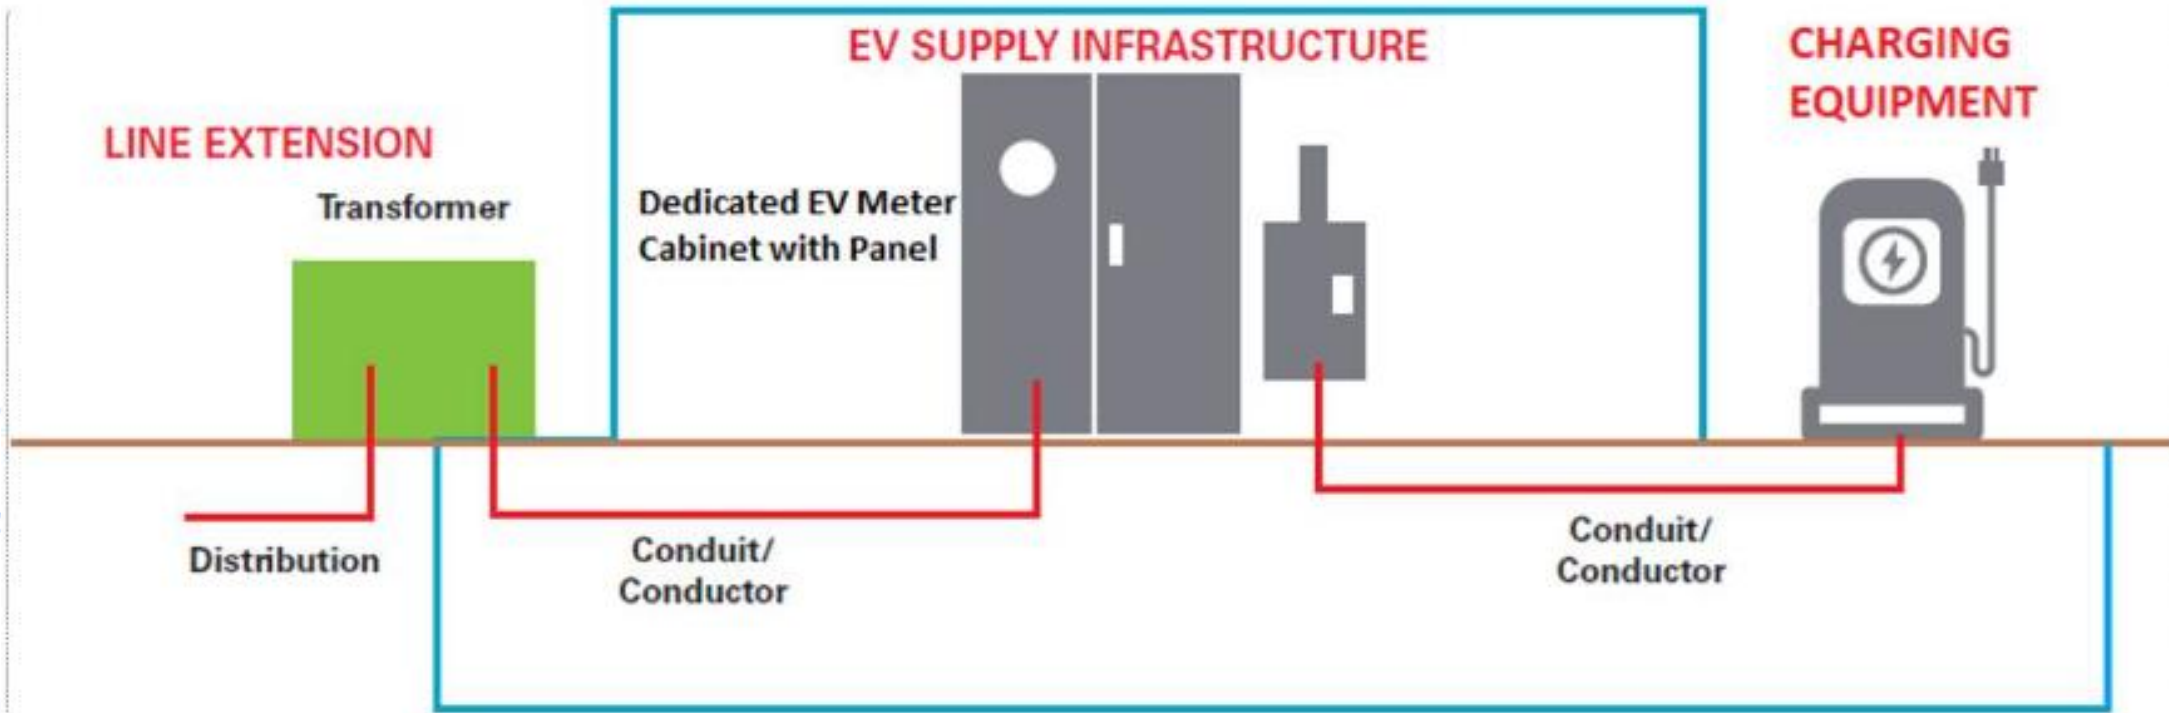 EV SUPPLY INFRASTRUCTURE
CHARGING
EQUIPMENT
LINE EXTENSION
Transformer
Dedicated EV Meter
Cabinet with Panel
Distribution
Conduit/
Conductor
Conduit/
Conductor